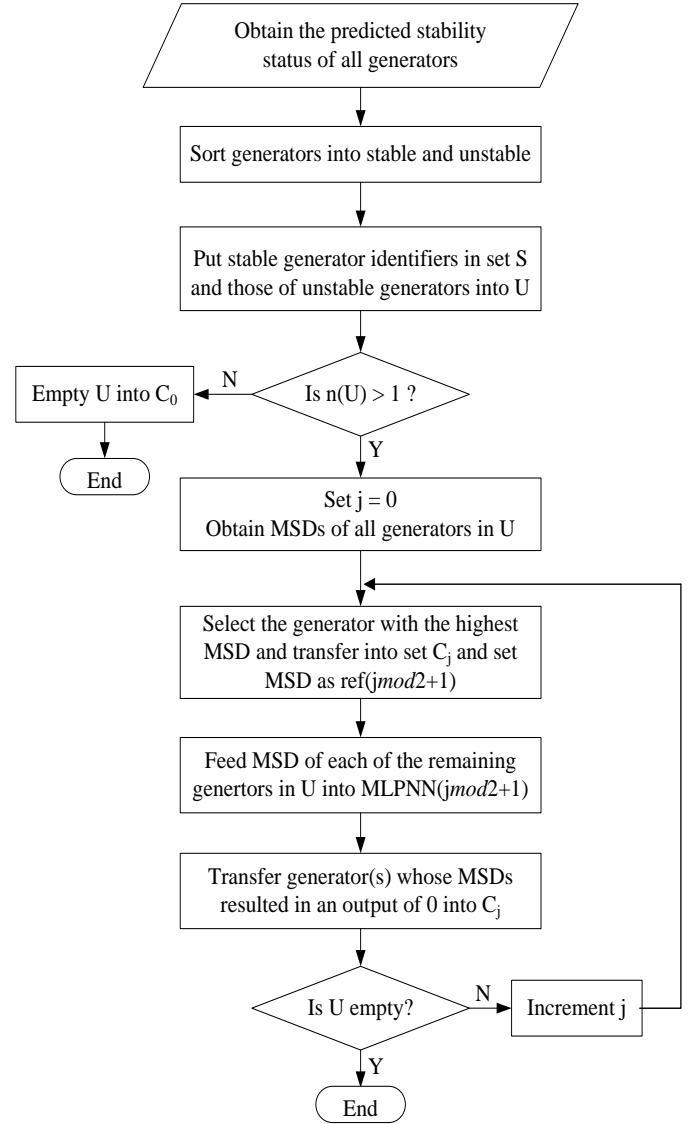 Obtain the predicted stability
status of all generators
Sort generators into stable and unstable
Put stable generator identifiers in set S
and those of unstable generators into U
Is n(U) > 1 ?
N
Empty U into C₀
End
Y
Set j = 0
Obtain MSDs of all generators in U
Select the generator with the highest
MSD and transfer into set Cⱼ and set
MSD as ref(jmod2+1)
Feed MSD of each of the remaining
genertors in U into MLPNN(jmod2+1)
Transfer generator(s) whose MSDs
resulted in an output of 0 into Cⱼ
Is U empty?
N
Increment j
Y
End